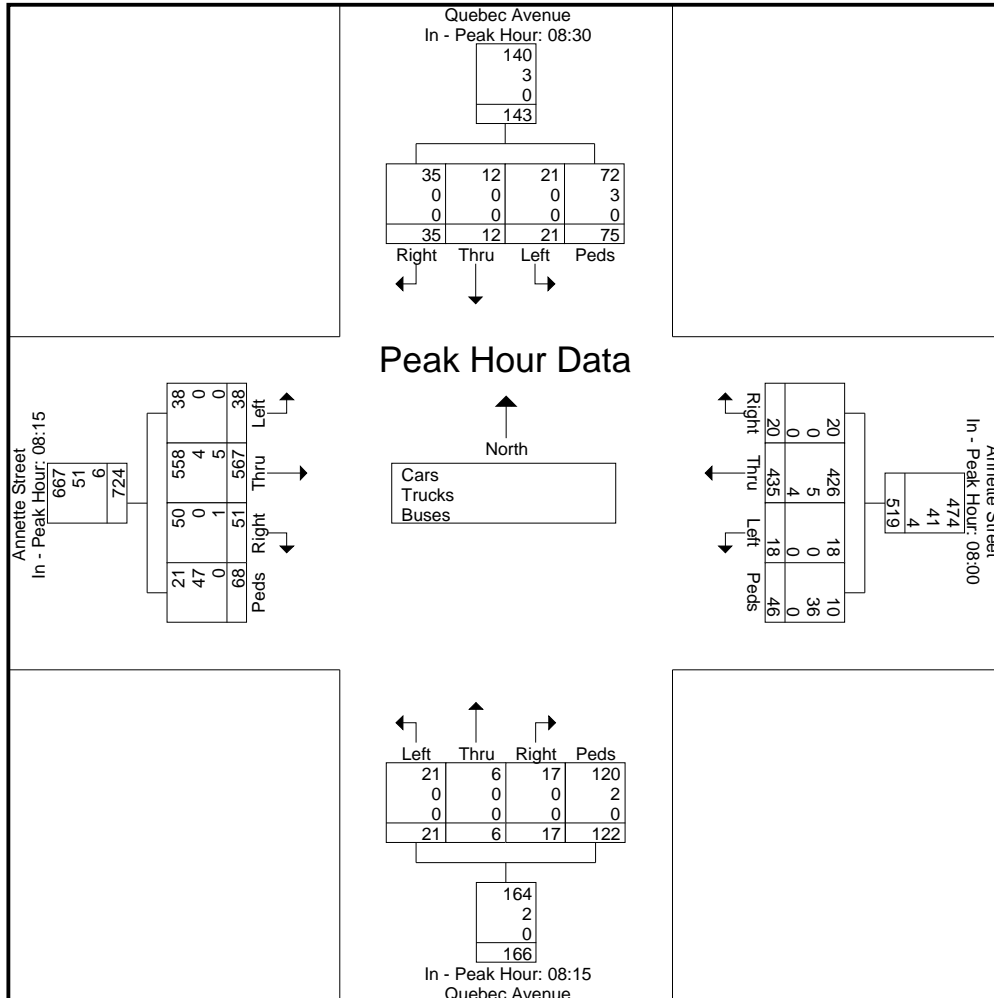 Quebec Avenue
In - Peak Hour: 08:30
140
3
0
143
35 12 21 72
0 0 0 3
0 0 0 0
35 12 21 75
Right Thru Left Peds
Peak Hour Data
North
Cars
Trucks
Buses
Annette Street
In - Peak Hour: 08:15
667
51
6
724
38 0 0 38 Left
558 4 5 567 Thru
50 0 1 51 Right
21 47 0 68 Peds
Right 20 0 0 20
Thru 435 4 5 426
Left 18 0 0 18
Peds 46 0 36 10
519
4
41
474
In - Peak Hour: 08:00
Annette Street
Left Thru Right Peds
21 6 17 120
0 0 0 2
0 0 0 0
21 6 17 122
164
2
0
166
In - Peak Hour: 08:15
Quebec Avenue